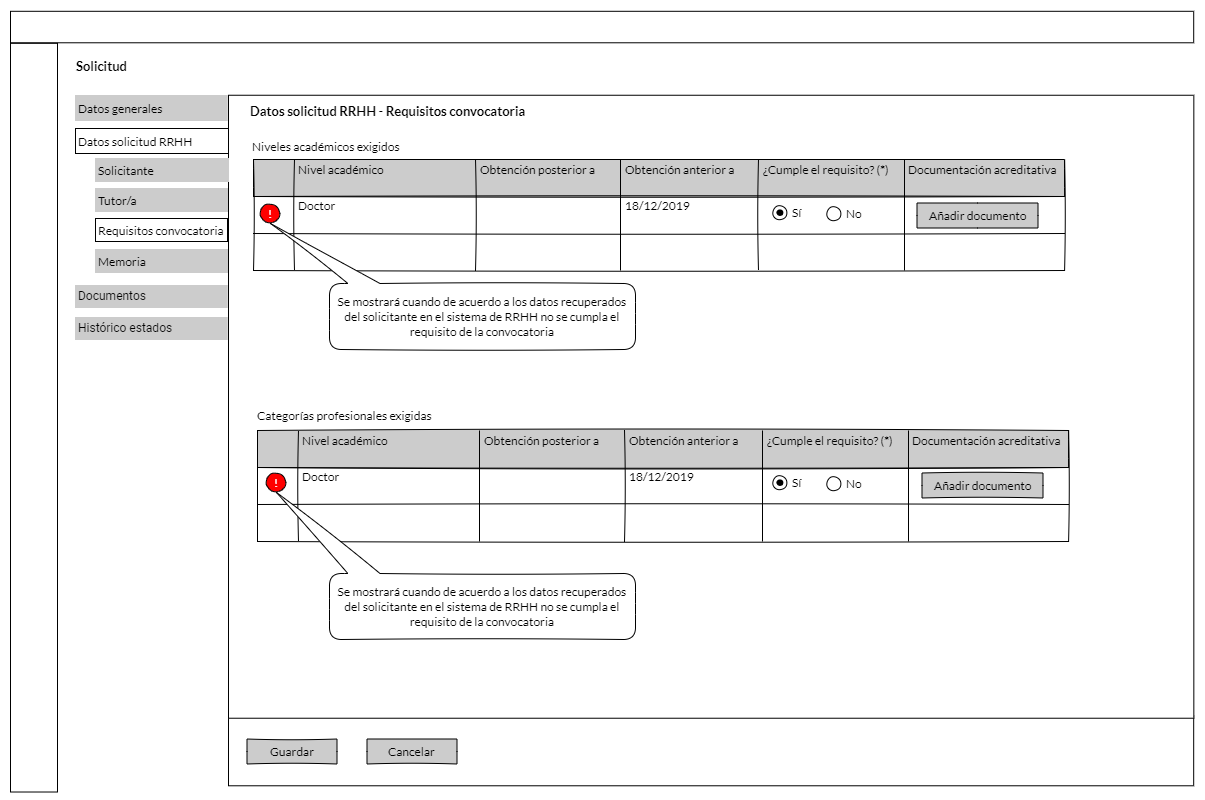 Solicitud
Datos generales
Datos solicitud RRHH
Solicitante
Tutor/a
Requisitos convocatoria
Memoria
Documentos
Histórico estados
Datos solicitud RRHH - Requisitos convocatoria
Niveles académicos exigidos
Nivel académico Obtención posterior a Obtención anterior a ¿Cumple el requisito? (*) Documentación acreditativa
! Doctor 18/12/2019 Sí No Añadir documento
Se mostrará cuando de acuerdo a los datos recuperados
del solicitante en el sistema de RRHH no se cumpla el
requisito de la convocatoria
Categorías profesionales exigidas
Nivel académico Obtención posterior a Obtención anterior a ¿Cumple el requisito? (*) Documentación acreditativa
! Doctor 18/12/2019 Sí No Añadir documento
Se mostrará cuando de acuerdo a los datos recuperados
del solicitante en el sistema de RRHH no se cumpla el
requisito de la convocatoria
Guardar Cancelar